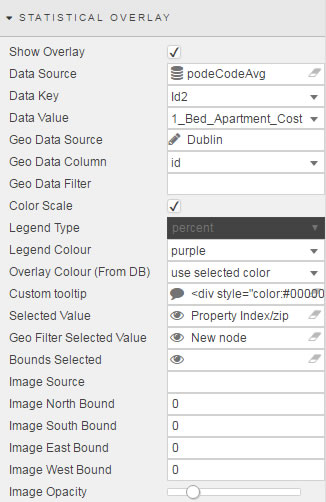 STATISTICAL OVERLAY
Show Overlay
Data Source podeCodeAvg
Data Key Id2
Data Value 1_Bed_Apartment_Cost
Geo Data Source Dublin
Geo Data Column id
Geo Data Filter
Color Scale
Legend Type percent
Legend Colour purple
Overlay Colour (From DB) use selected color
Custom tooltip <div style="color:#00000
Selected Value Property Index/zip
Geo Filter Selected Value New node
Bounds Selected
Image Source
Image North Bound 0
Image South Bound 0
Image East Bound 0
Image West Bound 0
Image Opacity